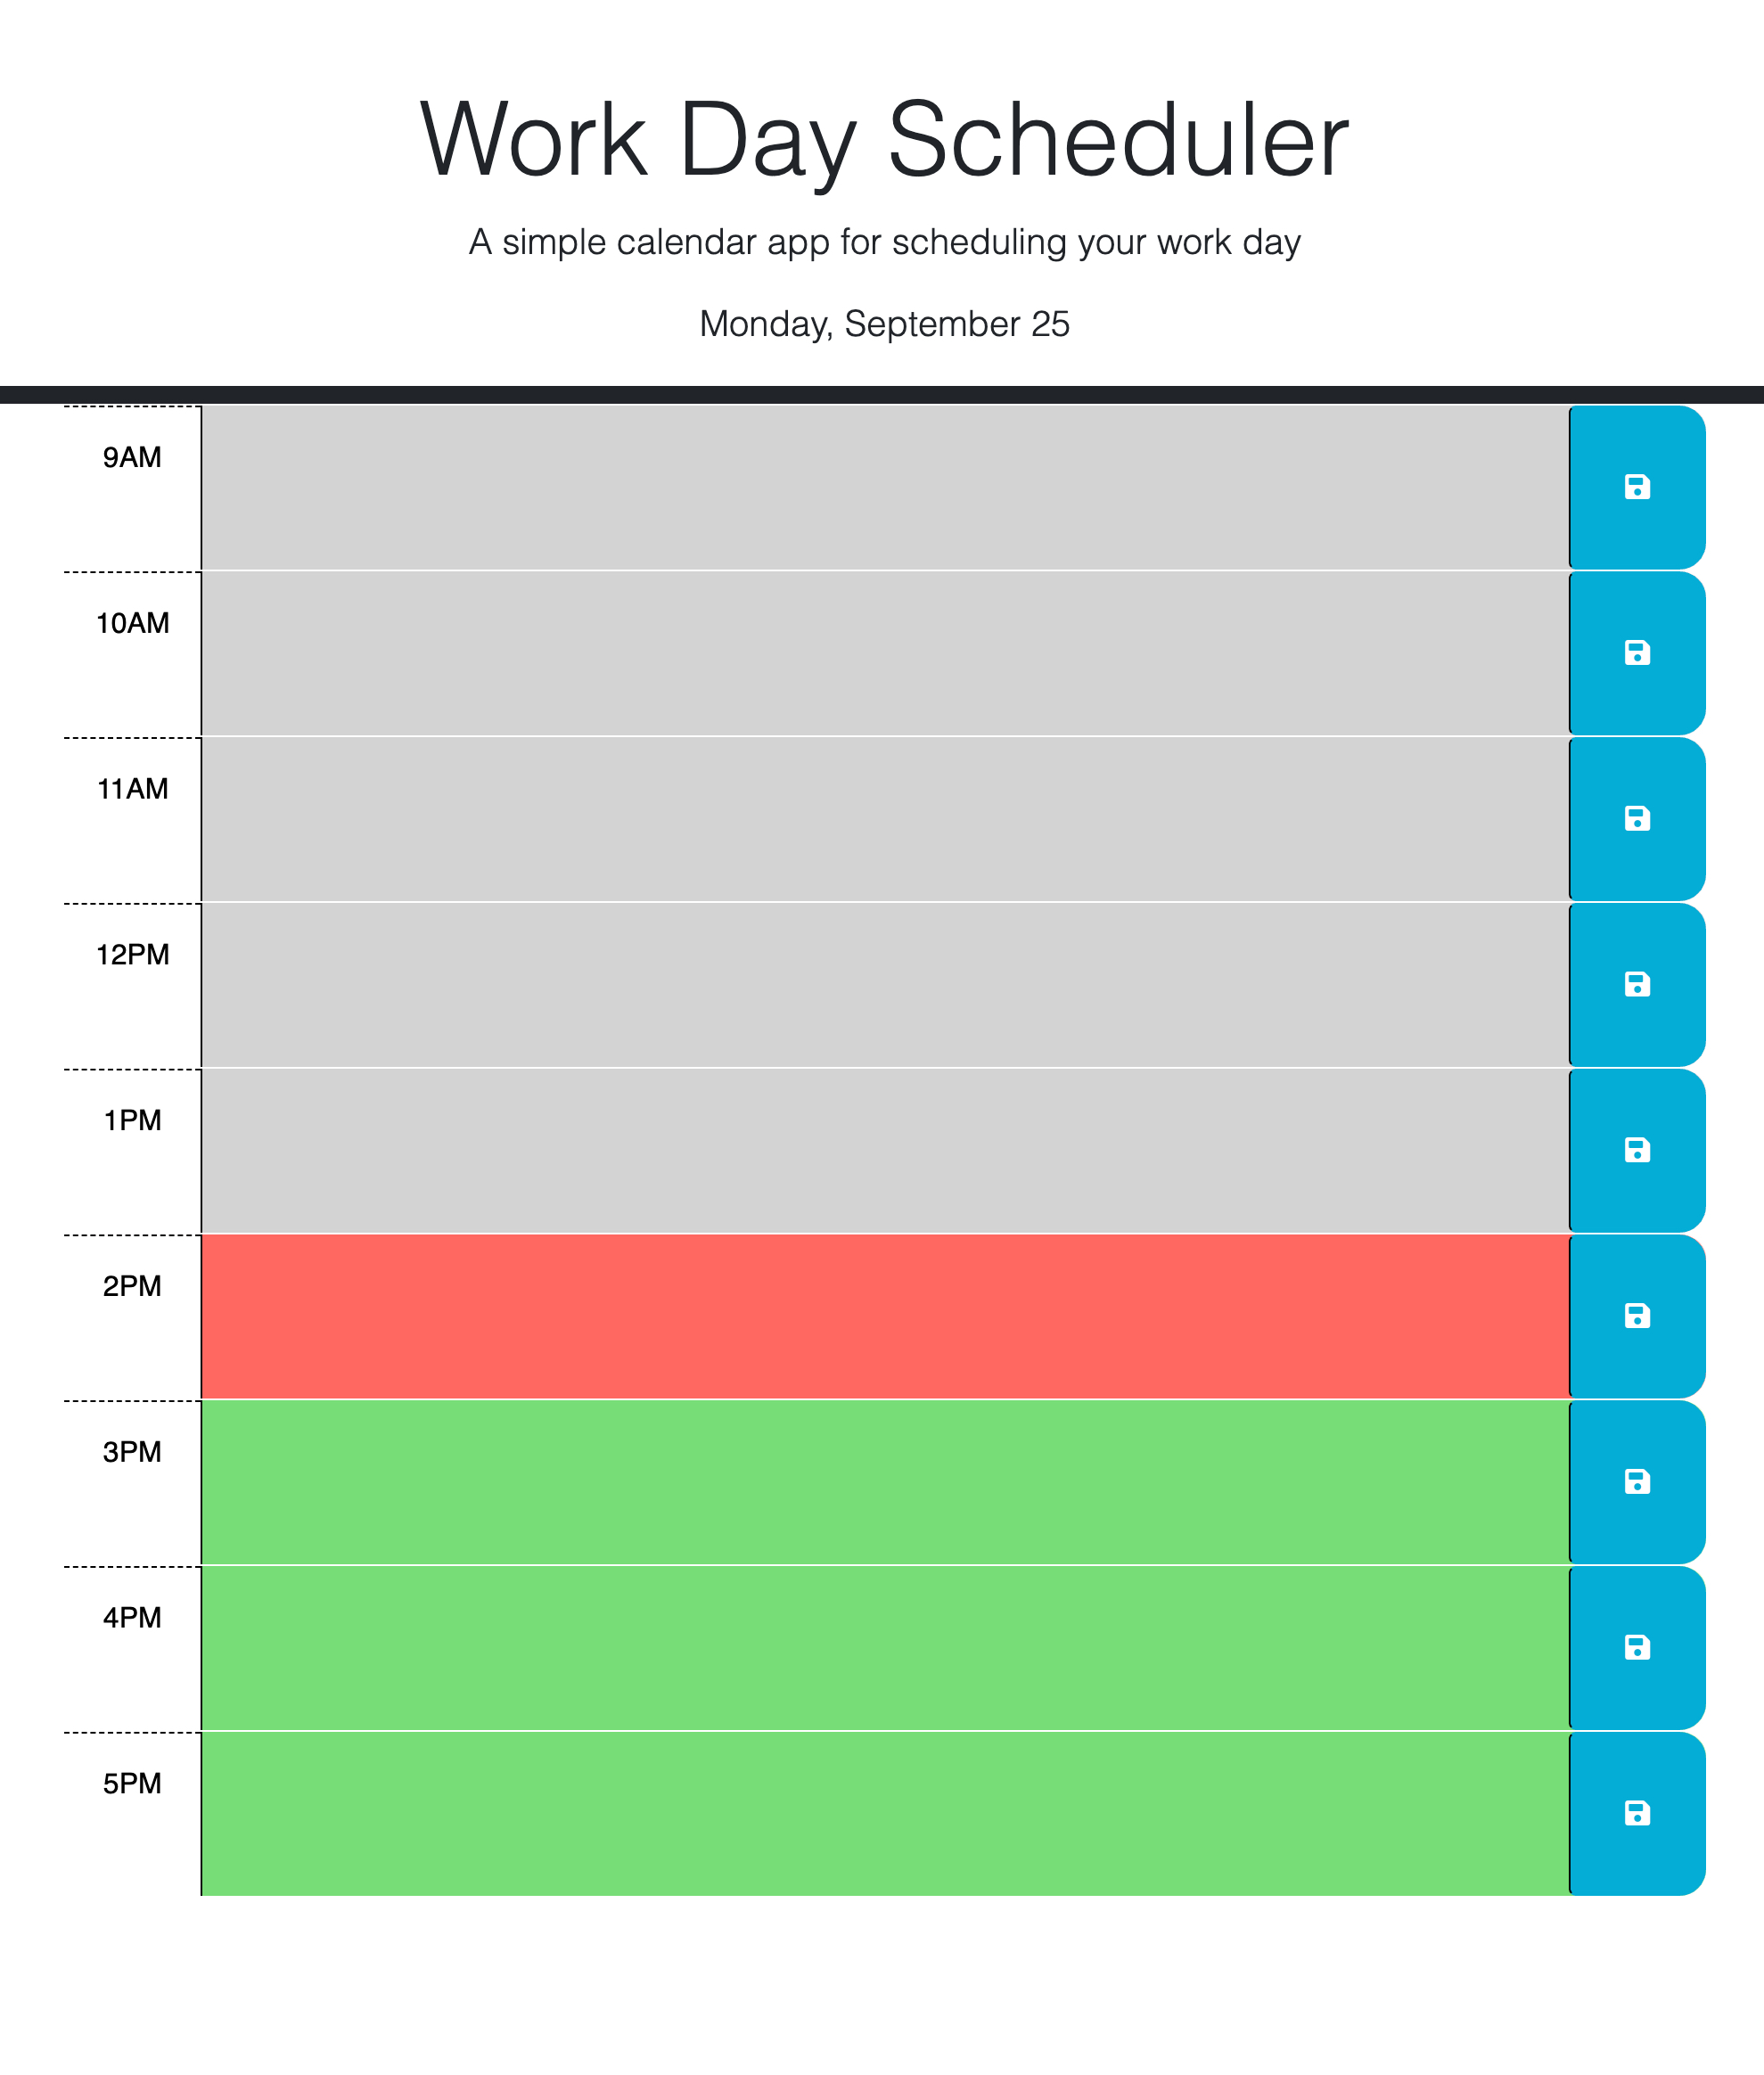 Work Day Scheduler
A simple calendar app for scheduling your work day
Monday, September 25
9AM
10AM
11AM
12PM
1PM
2PM
3PM
4PM
5PM